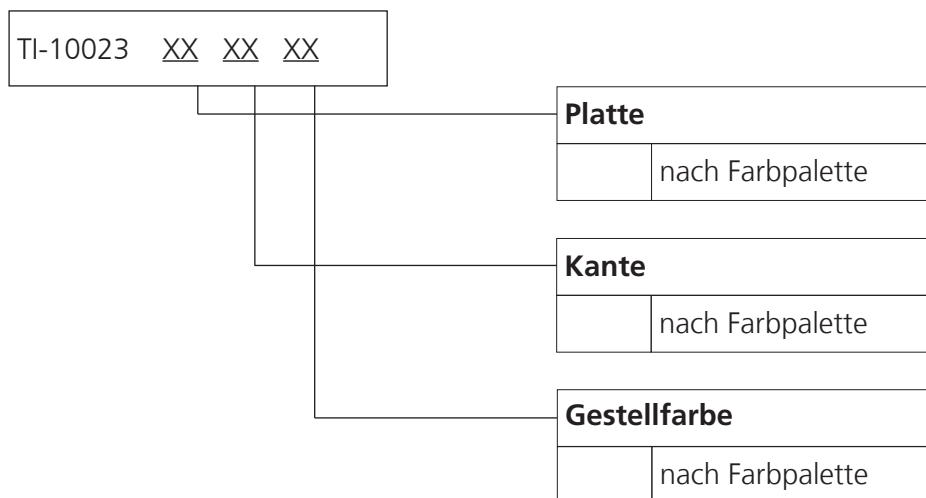 TI-10023 XX XX XX
Platte
nach Farbpalette
Kante
nach Farbpalette
Gestellfarbe
nach Farbpalette